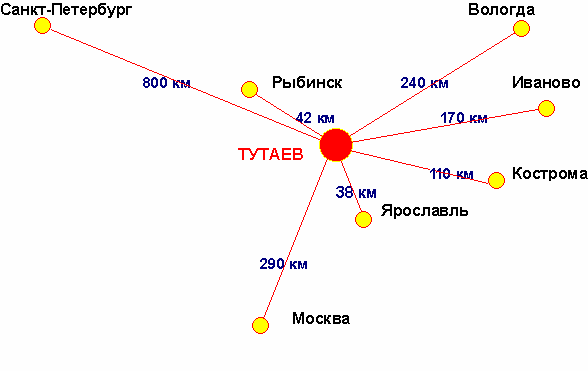 Санкт-Петербург
Вологда
800 км
Рыбинск
240 км
Иваново
42 км
170 км
ТУТАЕВ
110 км
Кострома
38 км
Ярославль
290 км
Москва